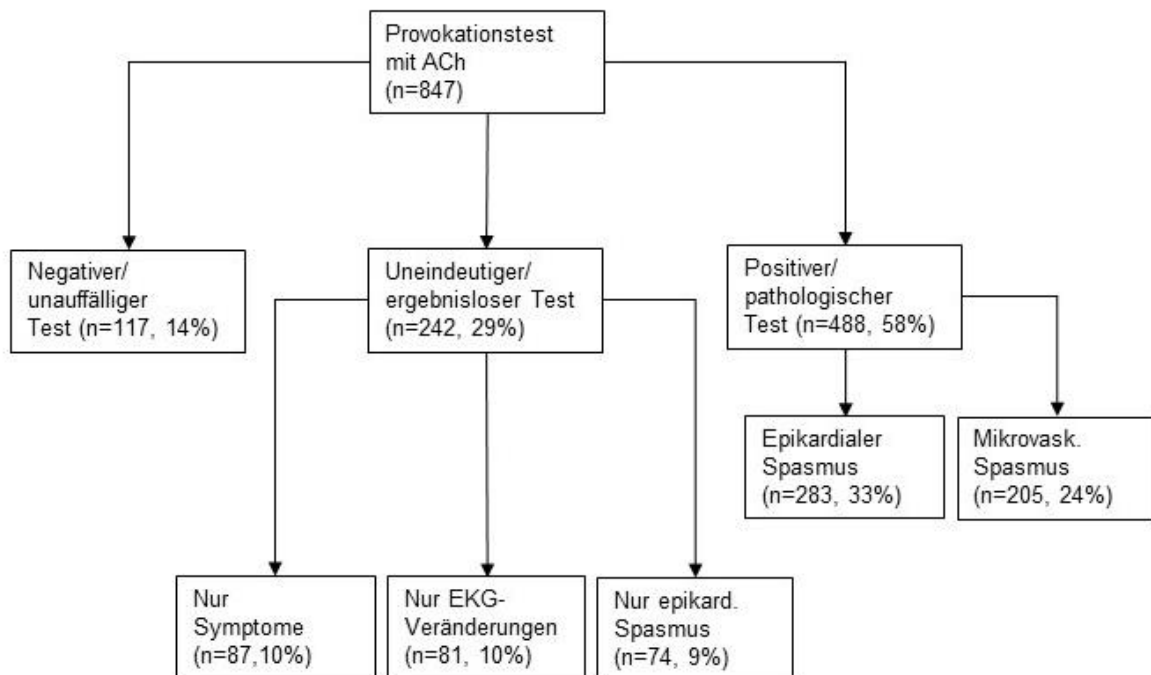 Provokationstest
mit ACh
(n=847)
Negativer/
unauffälliger
Test (n=117, 14%)
Uneindeutiger/
ergebnisloser Test
(n=242, 29%)
Positiver/
pathologischer
Test (n=488, 58%)
Epikardialer
Spasmus
(n=283, 33%)
Mikrovask.
Spasmus
(n=205, 24%)
Nur
Symptome
(n=87,10%)
Nur EKG-
Veränderungen
(n=81, 10%)
Nur epikard.
Spasmus
(n=74, 9%)